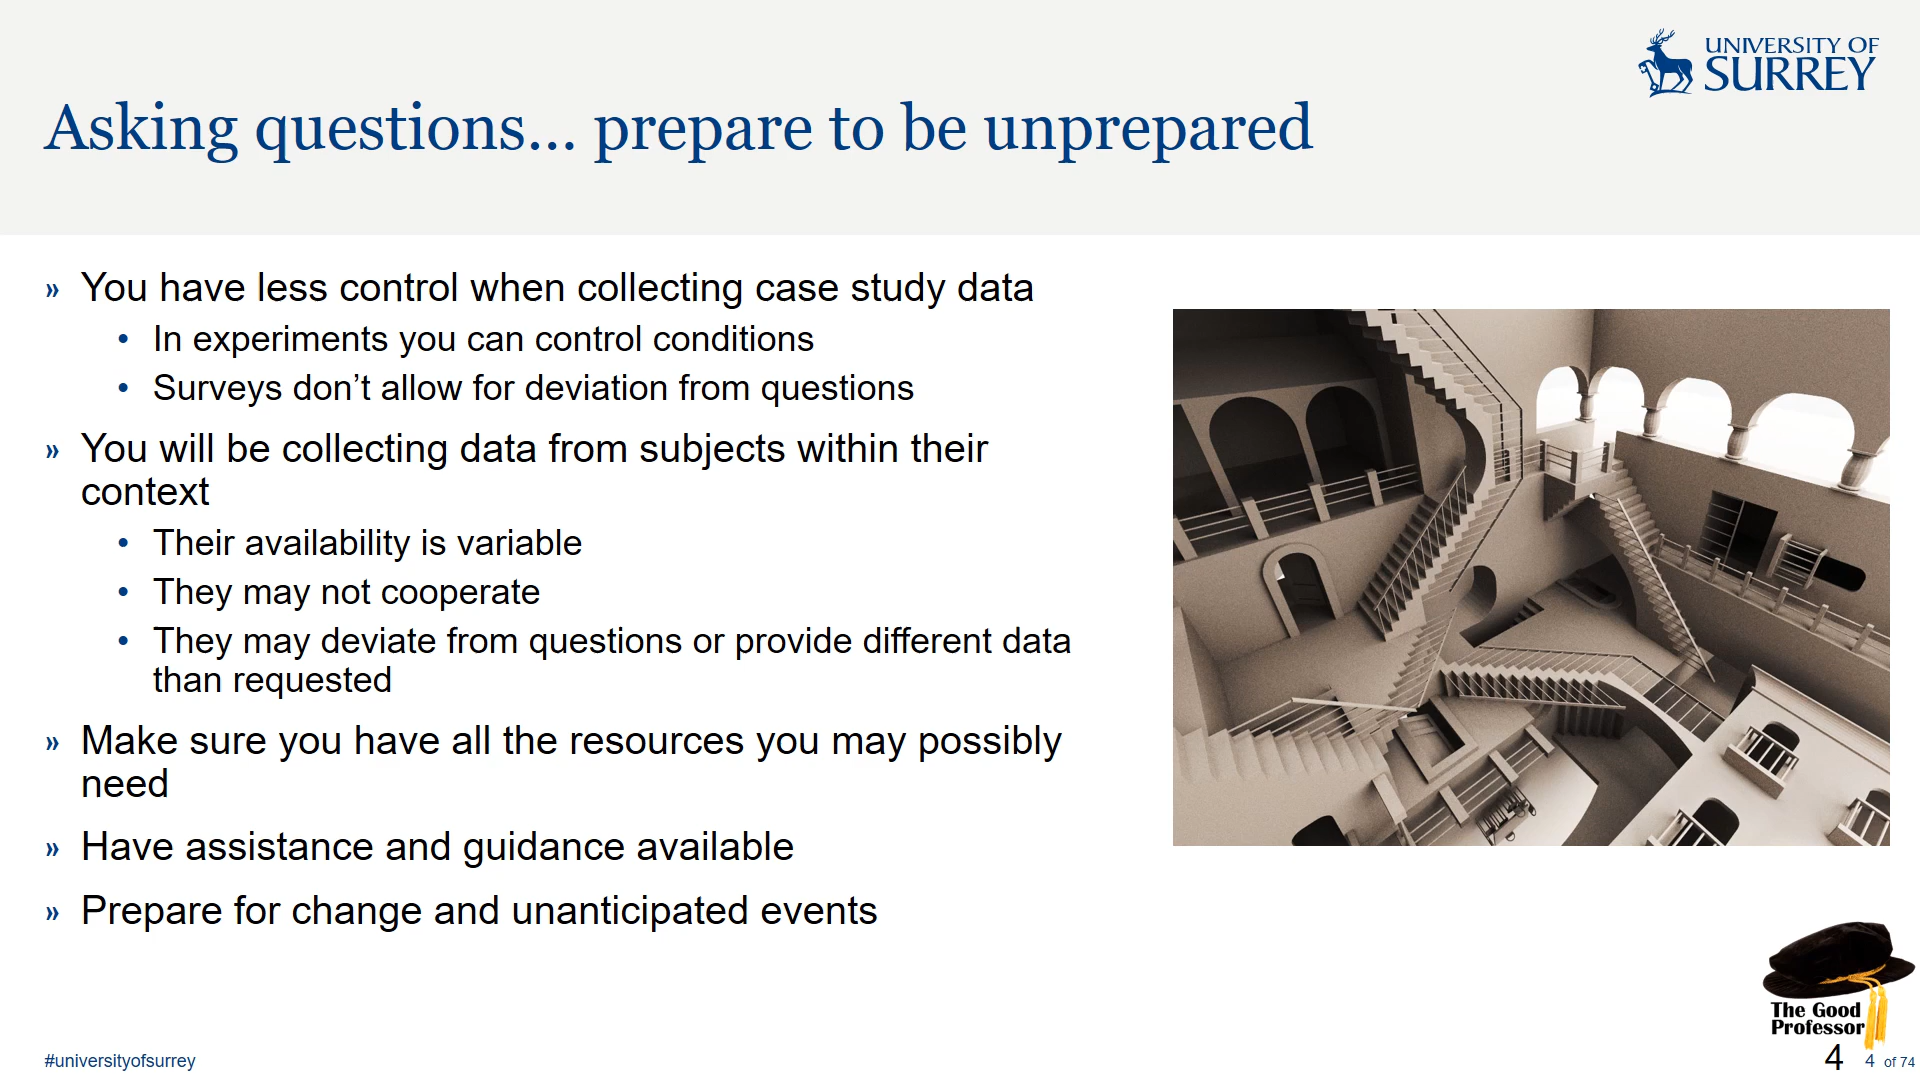 UNIVERSITY OF
SURREY
Asking questions... prepare to be unprepared
» You have less control when collecting case study data
• In experiments you can control conditions
• Surveys don’t allow for deviation from questions
» You will be collecting data from subjects within their
context
• Their availability is variable
• They may not cooperate
• They may deviate from questions or provide different data
than requested
» Make sure you have all the resources you may possibly
need
» Have assistance and guidance available
» Prepare for change and unanticipated events
The Good
Professor
#universityofsurrey
4 4 of 74